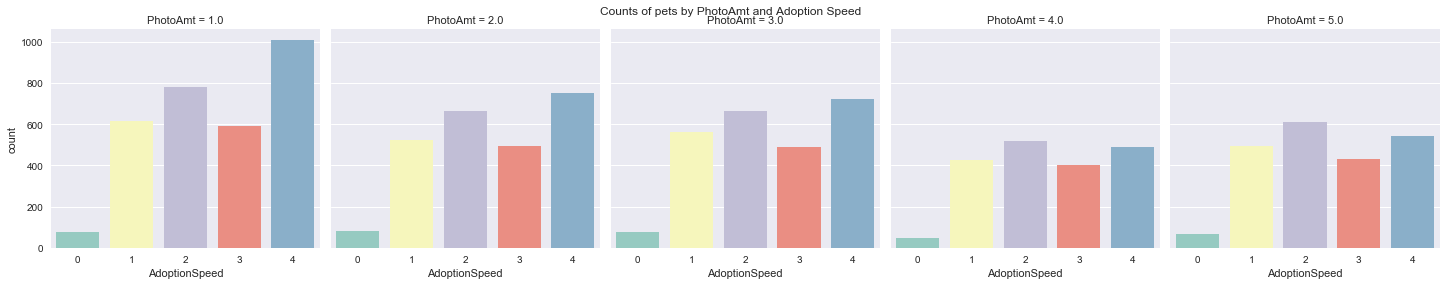 Counts of pets by PhotoAmt and Adoption Speed
PhotoAmt = 1.0
PhotoAmt = 2.0
PhotoAmt = 3.0
PhotoAmt = 4.0
PhotoAmt = 5.0
1000
800
600
400
200
0
count
0 1 2 3 4
0 1 2 3 4
0 1 2 3 4
0 1 2 3 4
0 1 2 3 4
AdoptionSpeed
AdoptionSpeed
AdoptionSpeed
AdoptionSpeed
AdoptionSpeed